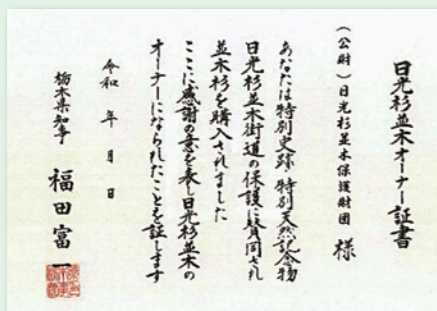 日光杉並木オーナー証書
(公財)日光杉並木保護財団 様
あなたは特別史跡・特別天然記念物
日光杉並木街道の保護に賛同され
並木杉を購入されました
ここに感謝の意を表し日光杉並木の
オーナーになられたことを証します
令和 年 月 日
栃木県知事 福田富一